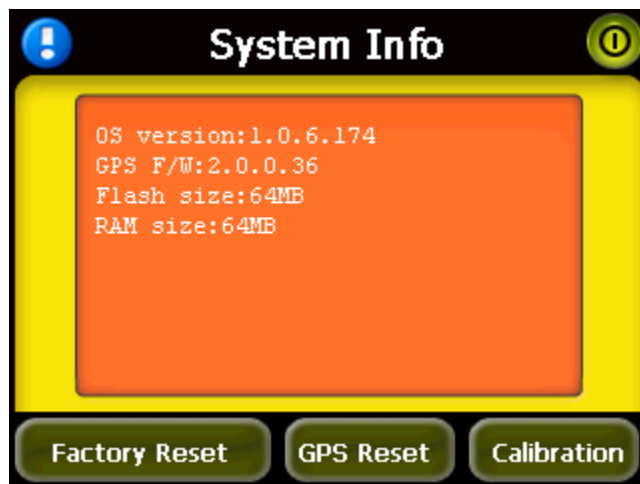 System Info
OS version:1.0.6.174
GPS F/W:2.0.0.36
Flash size:64MB
RAM size:64MB
Factory Reset
GPS Reset
Calibration